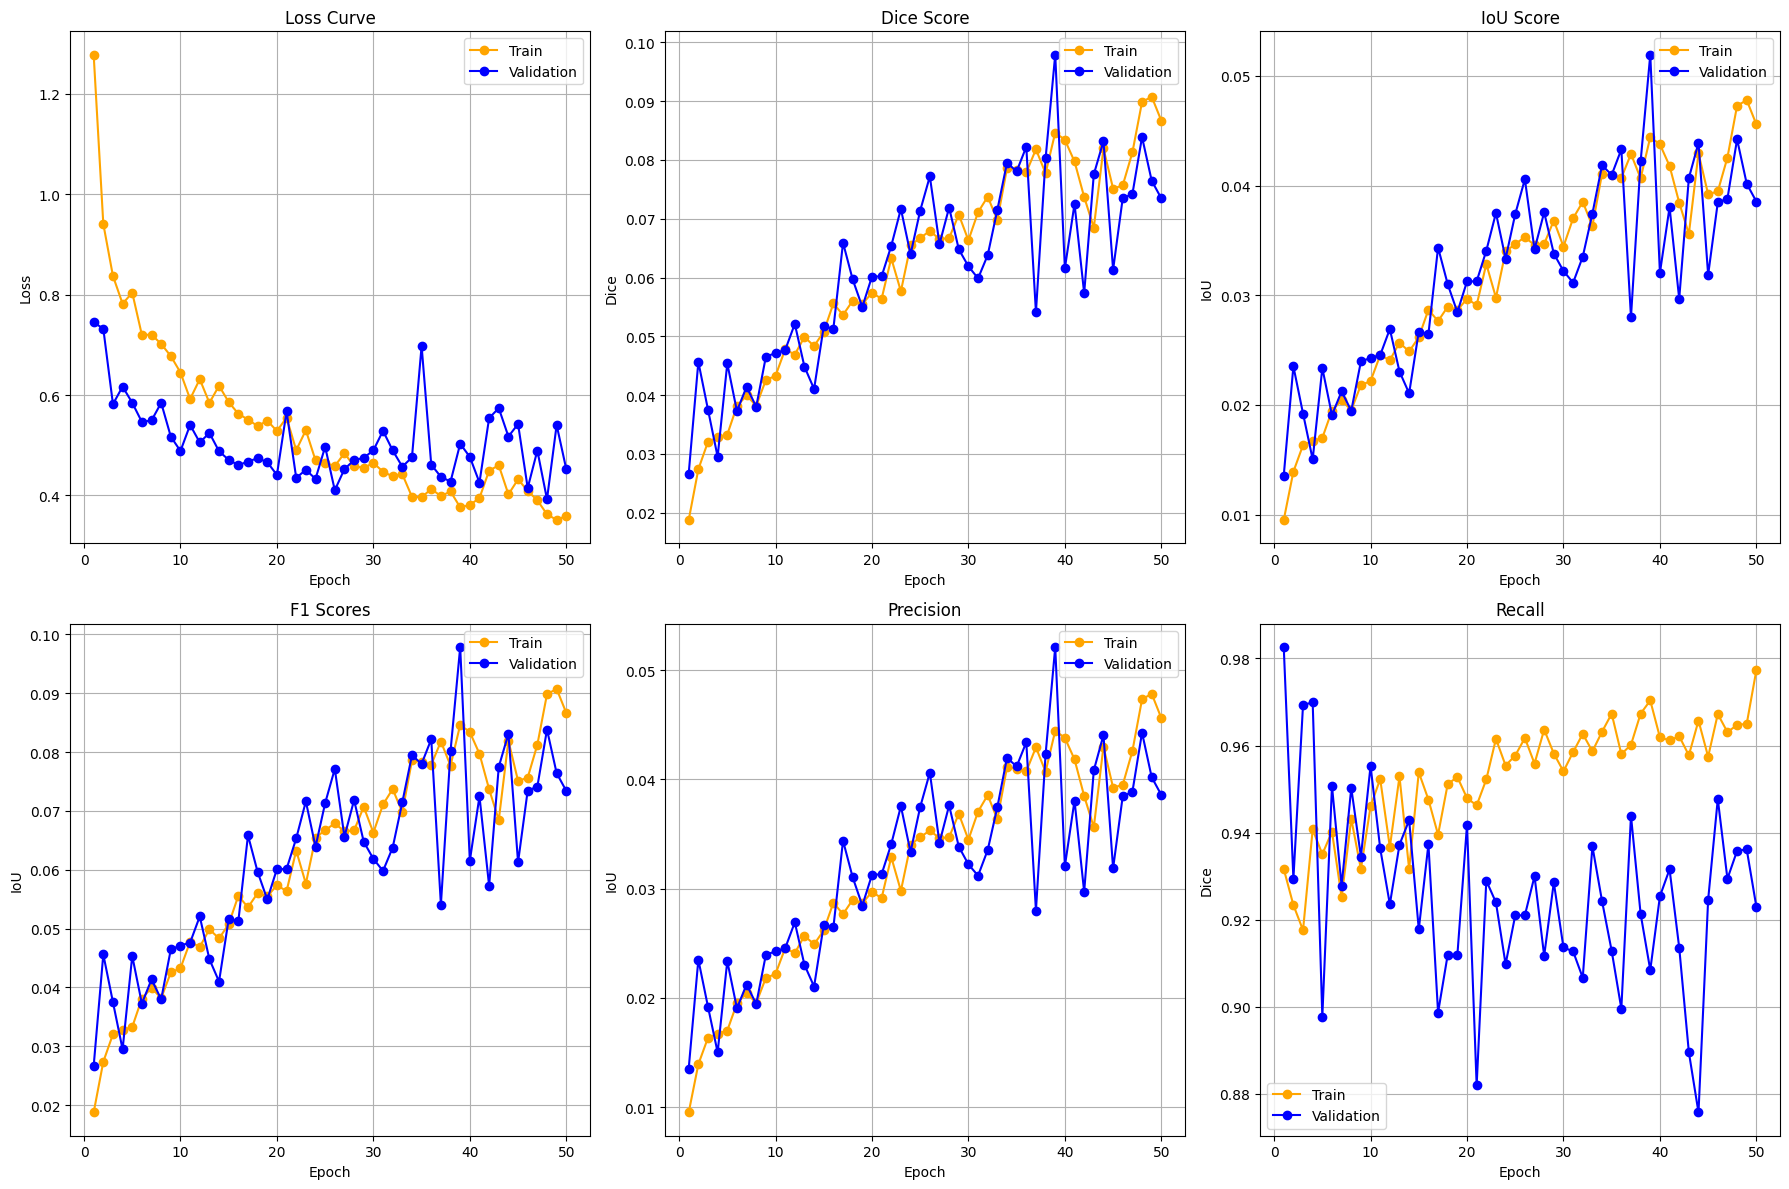 Loss Curve
Train
Validation
1.2
1.0
0.8
0.6
0.4
Loss
0 10 20 30 40 50
Epoch
Dice Score
Train
Validation
0.10
0.09
0.08
0.07
0.06
0.05
0.04
0.03
0.02
Dice
0 10 20 30 40 50
Epoch
IoU Score
Train
Validation
0.05
0.04
0.03
0.02
0.01
IoU
0 10 20 30 40 50
Epoch
F1 Scores
Train
Validation
0.10
0.09
0.08
0.07
0.06
0.05
0.04
0.03
0.02
IoU
0 10 20 30 40 50
Epoch
Precision
Train
Validation
0.05
0.04
0.03
0.02
0.01
IoU
0 10 20 30 40 50
Epoch
Recall
0.98
0.96
0.94
0.92
0.90
0.88
Dice
Train
Validation
0 10 20 30 40 50
Epoch